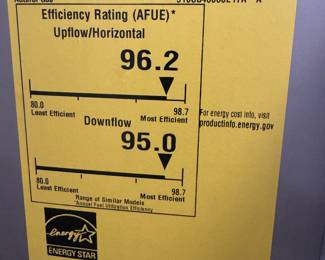 Efficiency Rating (AFUE)*
Upflow/Horizontal
96.2
80.0 98.7
Least Efficient Most Efficient
For energy cost info, visit
productinfo.energy.gov
Downflow
95.0
80.0 98.7
Least Efficient Most Efficient
*Range of Similar Models
*Annual Fuel Utilization Efficiency
energy
ENERGY STAR